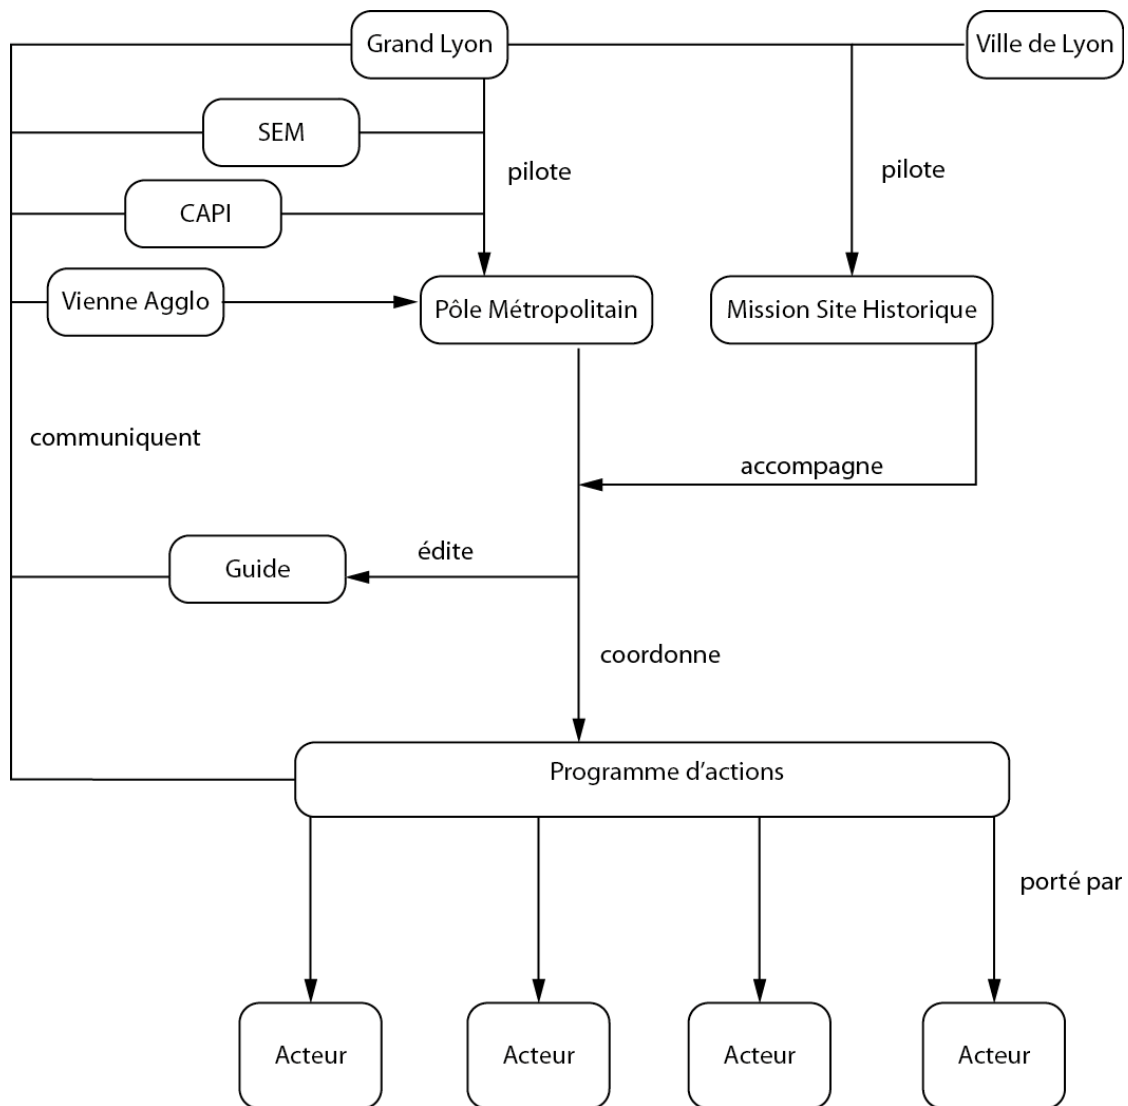 Grand Lyon
Ville de Lyon
SEM
pilote
pilote
CAPI
Vienne Agglo
Pôle Métropolitain
Mission Site Historique
communiquent
accompagne
édite
Guide
coordonne
Programme d’actions
porté par
Acteur
Acteur
Acteur
Acteur